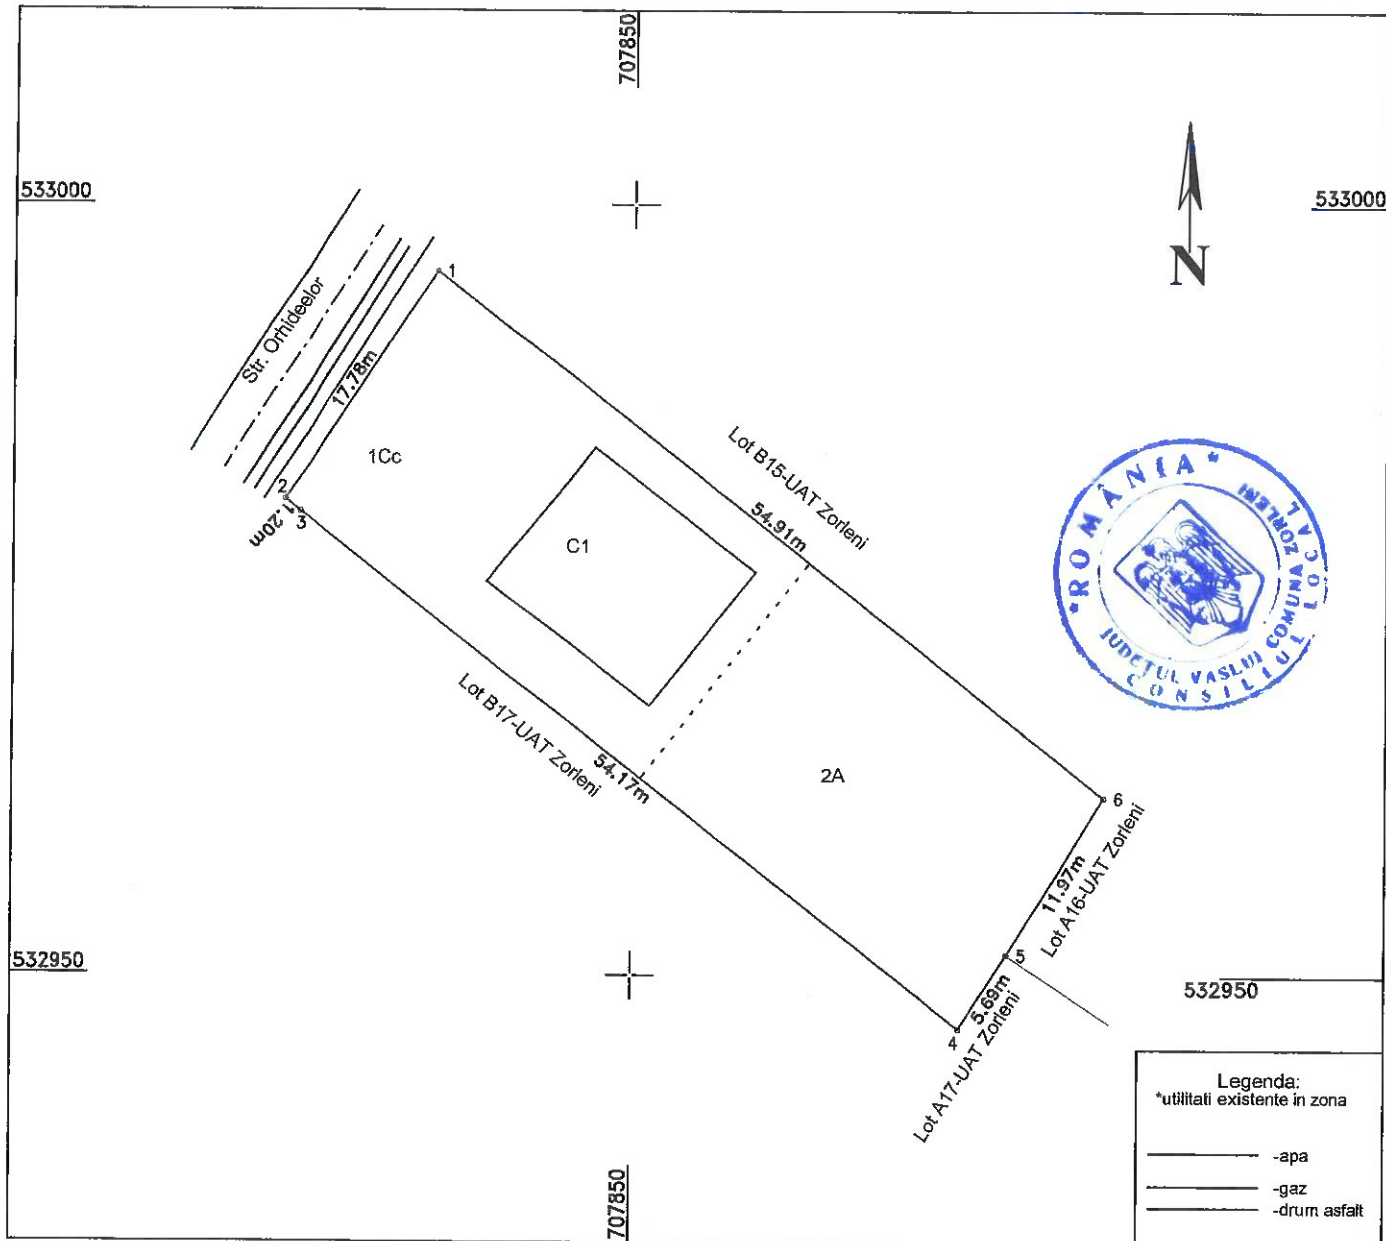 707850
533000
533000
N
1
Str. Orhideelor
17.78m
1Cc
2
3
1.20m
C1
Lot B15-UAT Zorleni
54.91m
*ROMÂNIA*
JUDEŢUL VASLUI COMUNA ZORLENI
CONSILIUL LOCAL
Lot B17-UAT Zorleni
54.17m
2A
6
11.97m
Lot A16-UAT Zorleni
5
5.69m
4
Lot A17-UAT Zorleni
532950
532950
707850
Legenda:
*utilitati existente in zona
-apa
-gaz
-drum asfalt